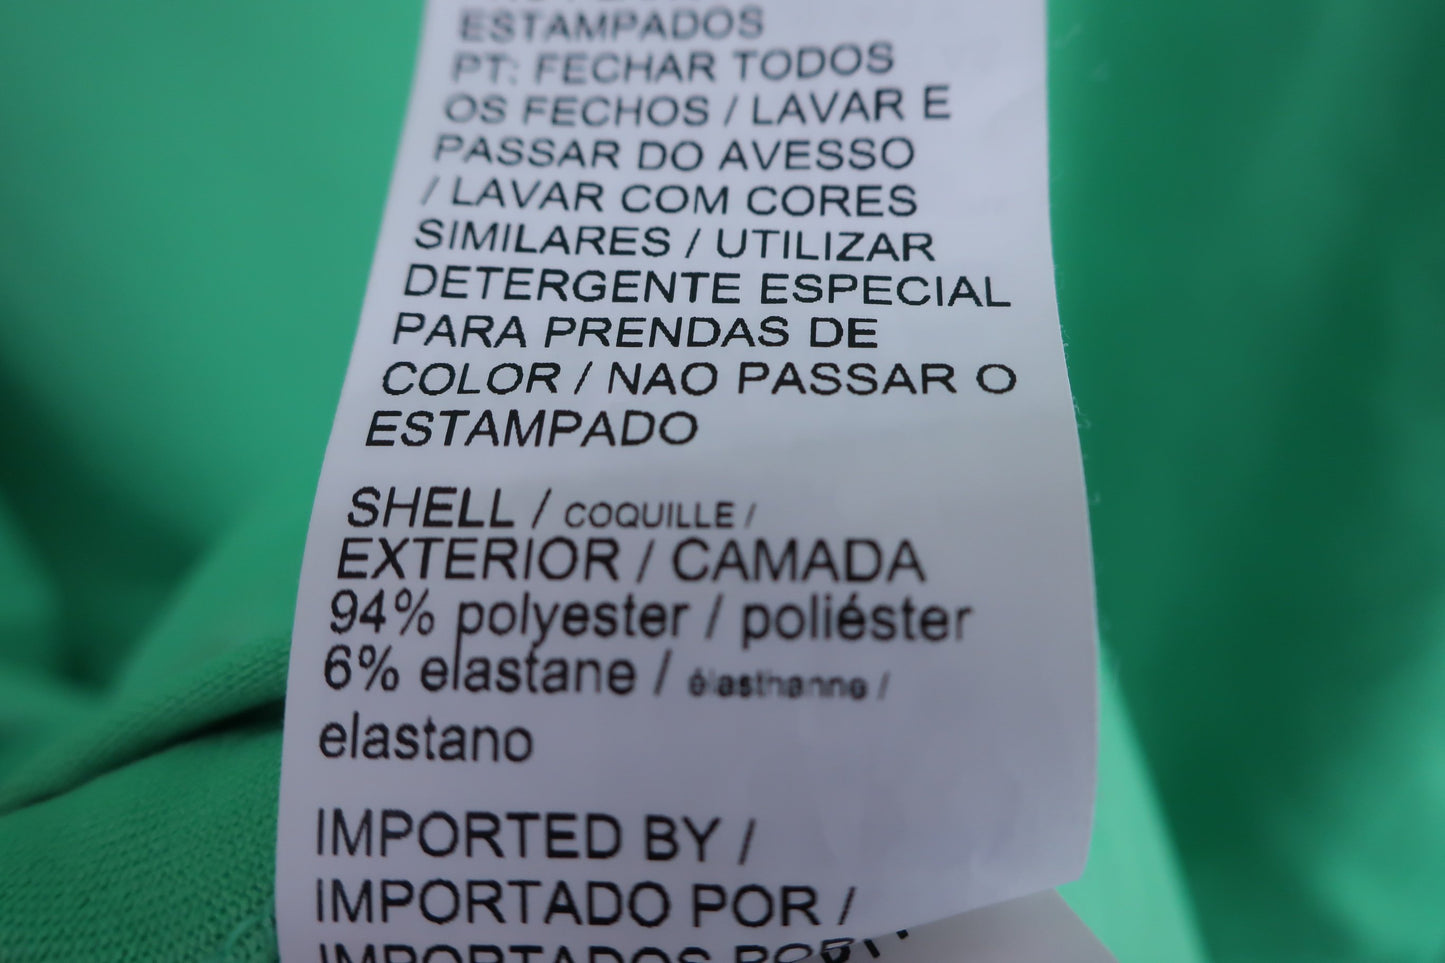 ESTAMPADOS
PT: FECHAR TODOS
OS FECHOS / LAVAR E
PASSAR DO AVESSO
/ LAVAR COM CORES
SIMILARES / UTILIZAR
DETERGENTE ESPECIAL
PARA PRENDAS DE
COLOR / NAO PASSAR O
ESTAMPADO
SHELL / COQUILLE /
EXTERIOR / CAMADA
94% polyester / poliéster
6% elastane / élasthanne /
elastano
IMPORTED BY /
IMPORTADO POR /
IMPORTADOS POR